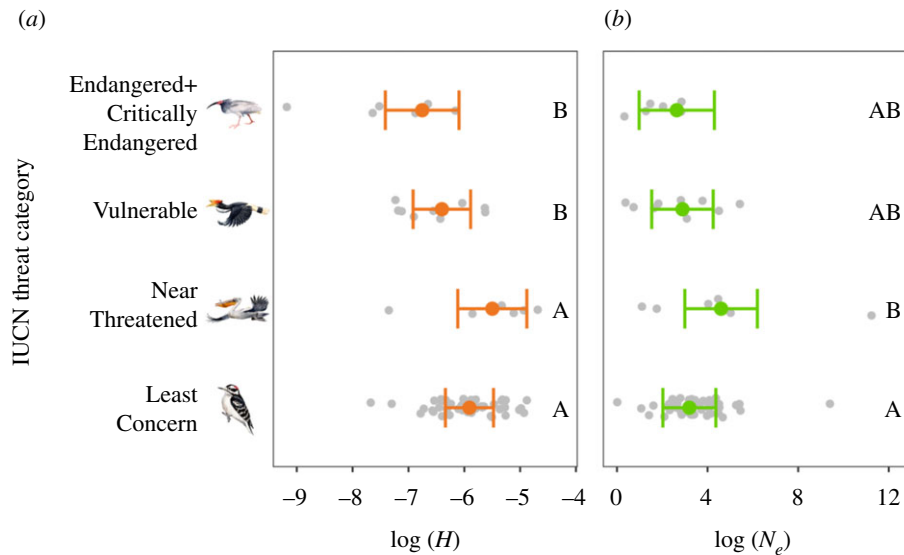 (a)
(b)
IUCN threat category
Endangered+
Critically
Endangered
B
AB
Vulnerable
B
AB
Near
Threatened
A
B
Least
Concern
A
A
–9 –8 –7 –6 –5 –4
0 4 8 12
log (H)
log (Ne)